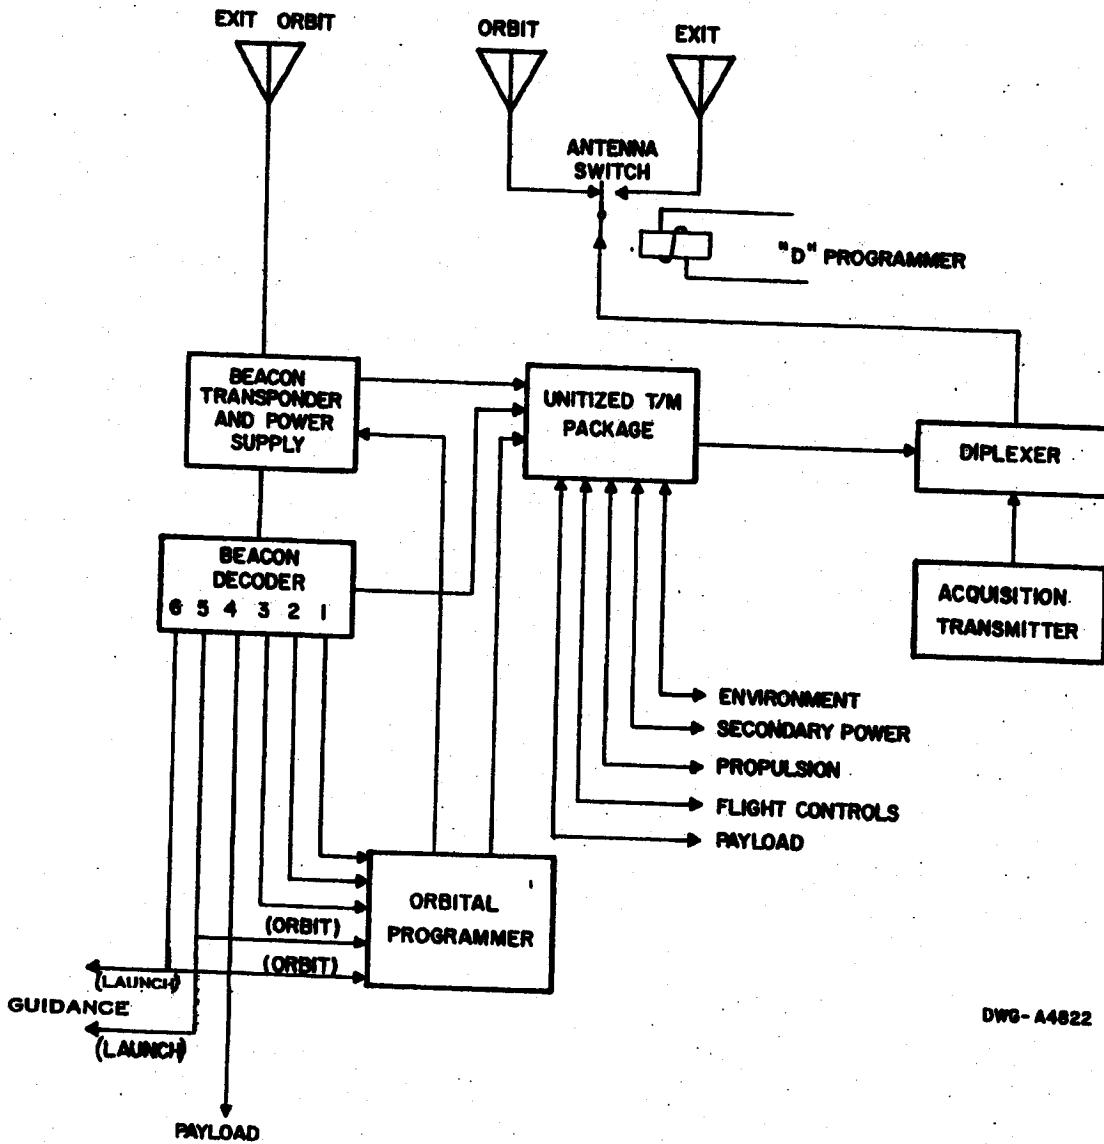 EXIT ORBIT
ORBIT
EXIT
ANTENNA
SWITCH
"D" PROGRAMMER
BEACON
TRANSPONDER
AND POWER
SUPPLY
UNITIZED T/M
PACKAGE
DIPLEXER
BEACON
DECODER
6 5 4 3 2 1
ACQUISITION
TRANSMITTER
ENVIRONMENT
SECONDARY POWER
PROPULSION
FLIGHT CONTROLS
PAYLOAD
ORBITAL
PROGRAMMER
(ORBIT)
(ORBIT)
(LAUNCH)
GUIDANCE
(LAUNCH)
DWG-A4822
PAYLOAD